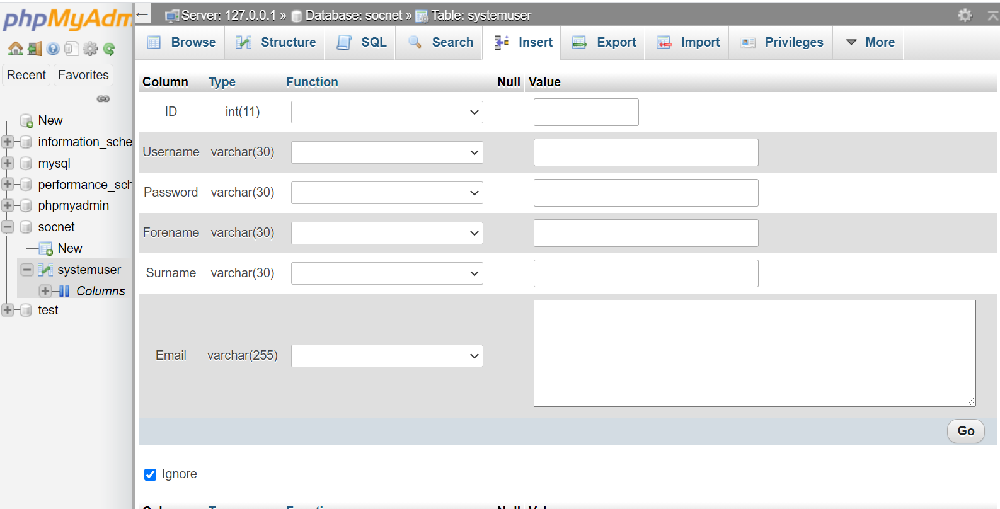 phpMyAdm
Recent Favorites
New
information_sche
mysql
performance_sch
phpmyadmin
socnet
New
systemuser
Columns
test
Server: 127.0.0.1 » Database: socnet » Table: systemuser
Browse Structure SQL Search Insert Export Import Privileges More
Column Type Function Null Value
ID int(11)
Username varchar(30)
Password varchar(30)
Forename varchar(30)
Surname varchar(30)
Email varchar(255)
Go
Ignore